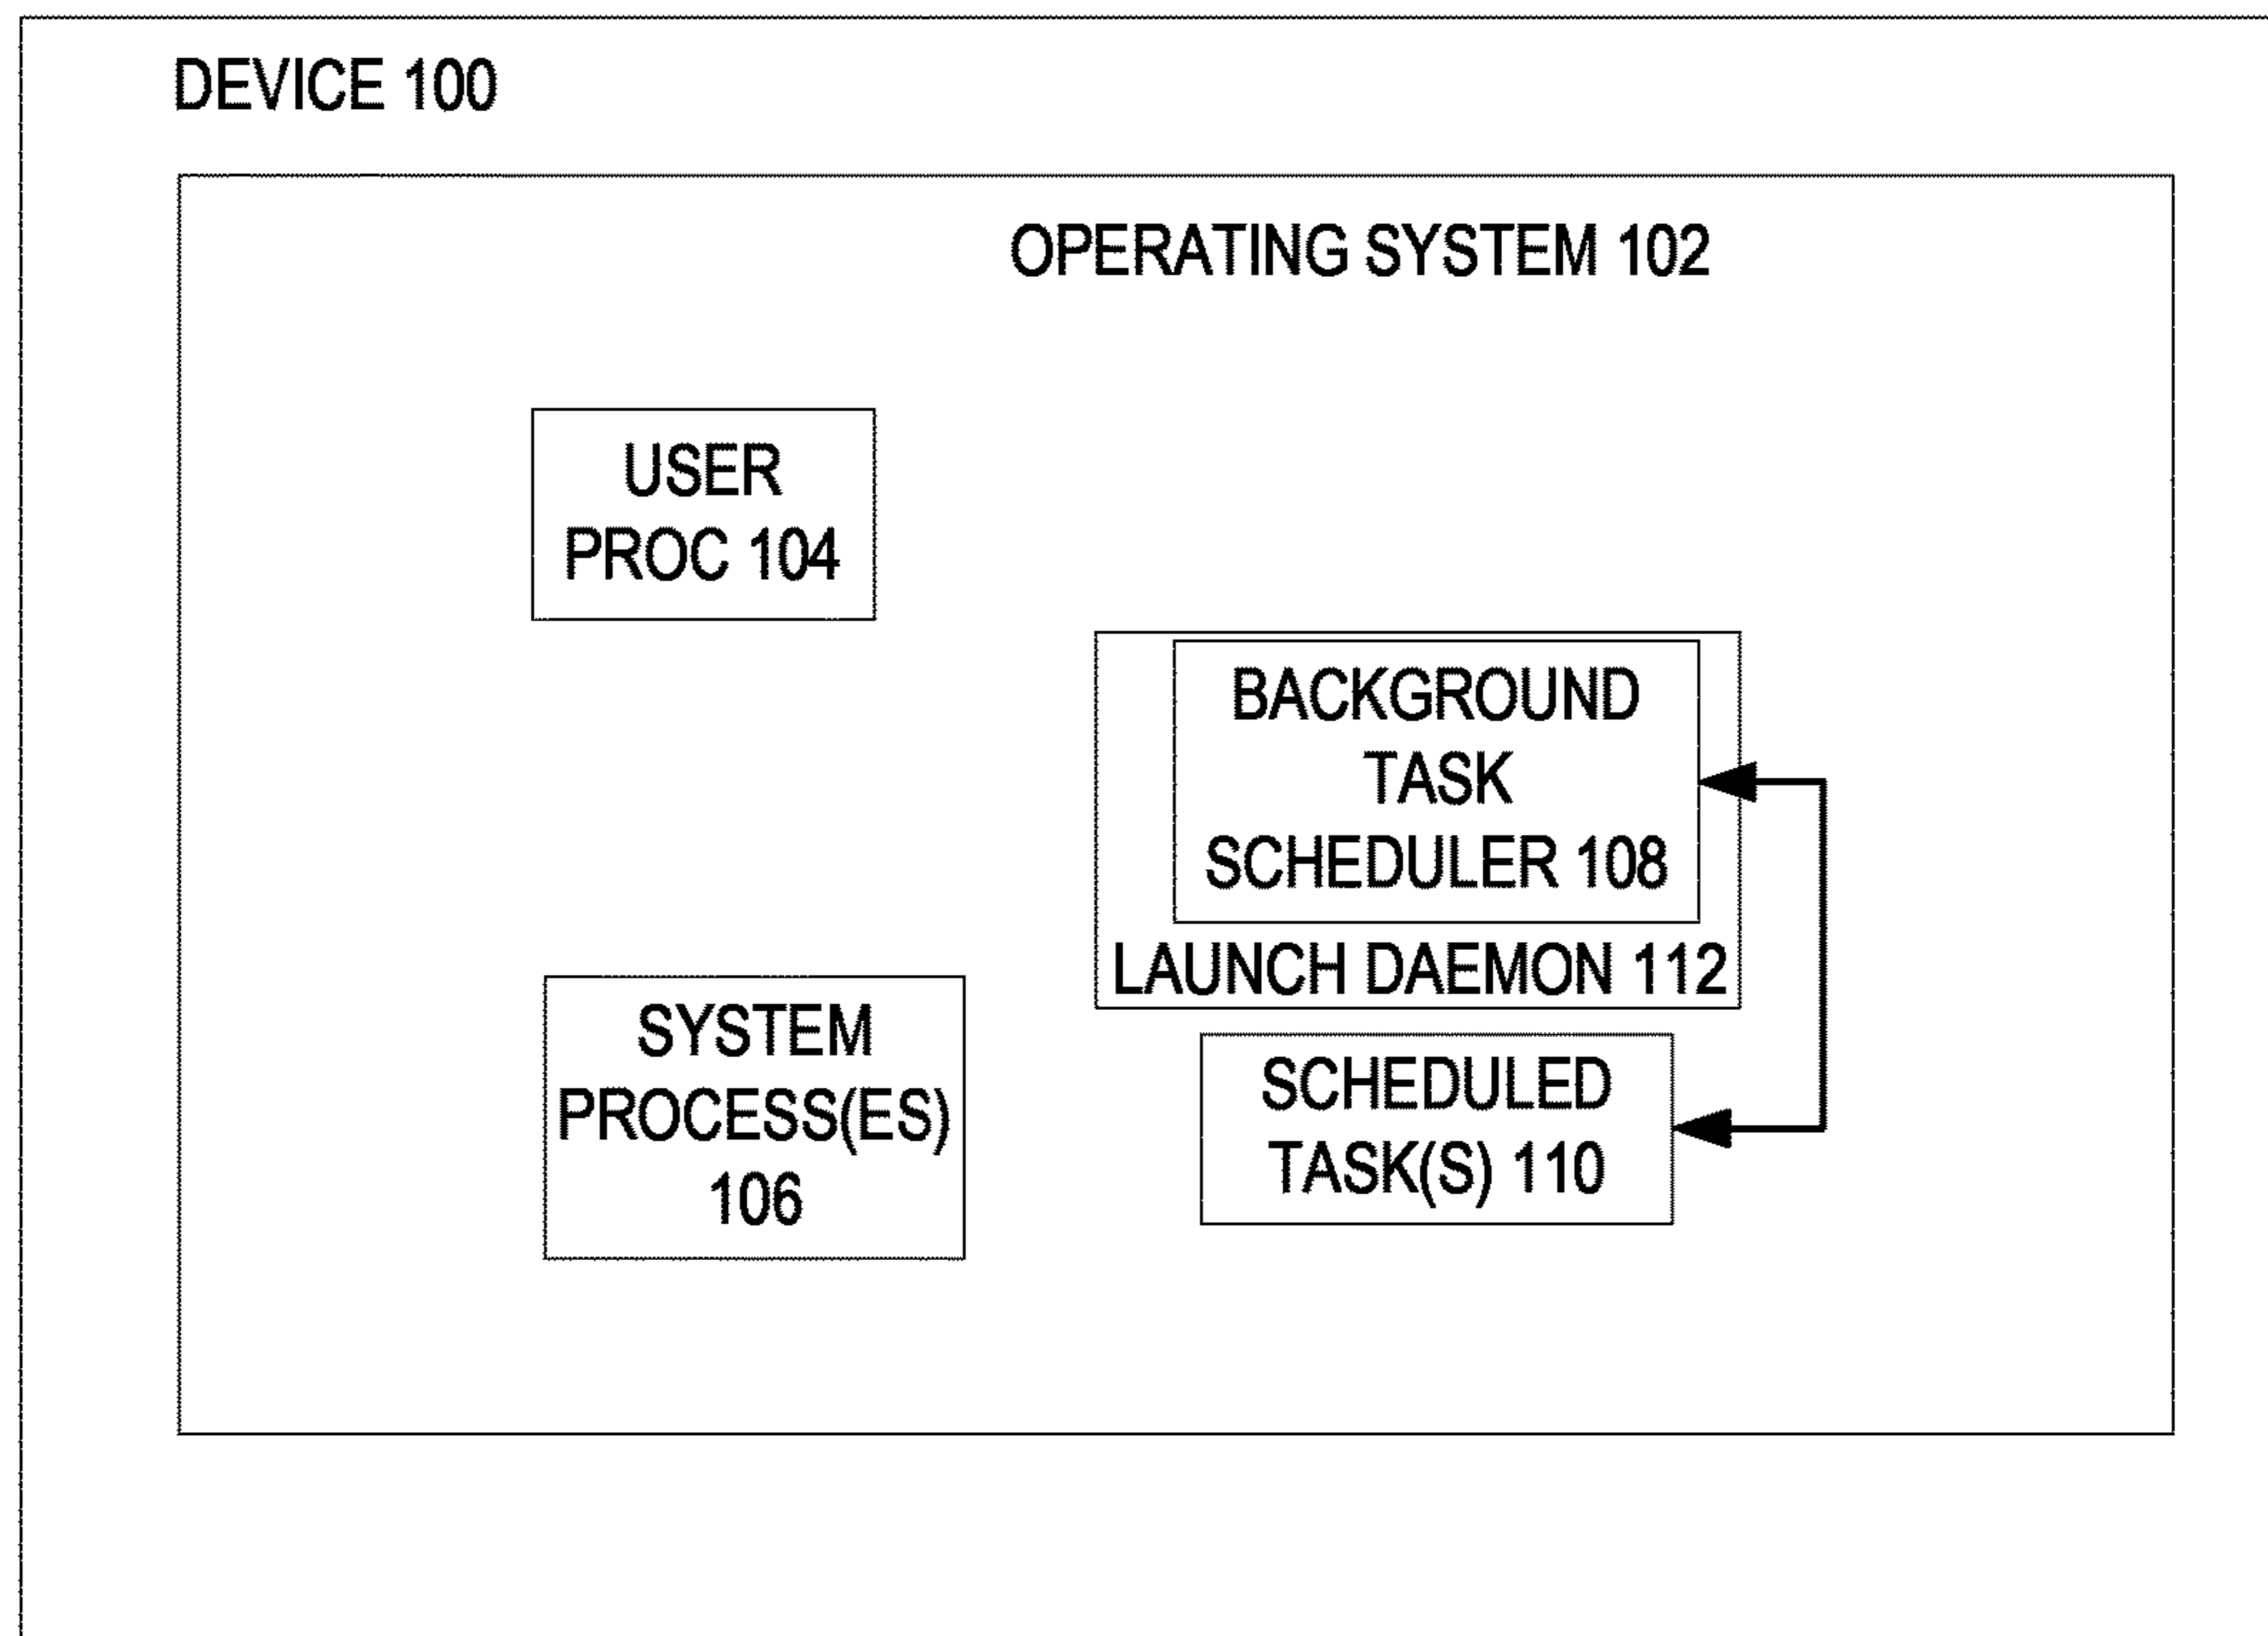 DEVICE 100
OPERATING SYSTEM 102
USER
PROC 104
BACKGROUND
TASK
SCHEDULER 108
LAUNCH DAEMON 112
SYSTEM
PROCESS(ES)
106
SCHEDULED
TASK(S) 110